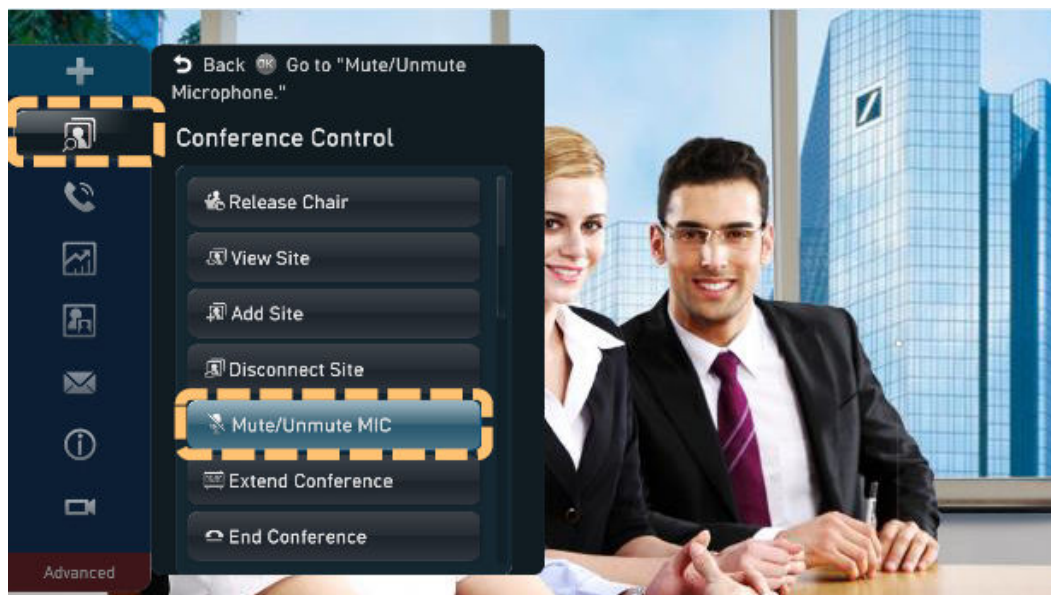 Back OK Go to "Mute/Unmute
Microphone."
Conference Control
Release Chair
View Site
Add Site
Disconnect Site
Mute/Unmute MIC
Extend Conference
End Conference
Advanced